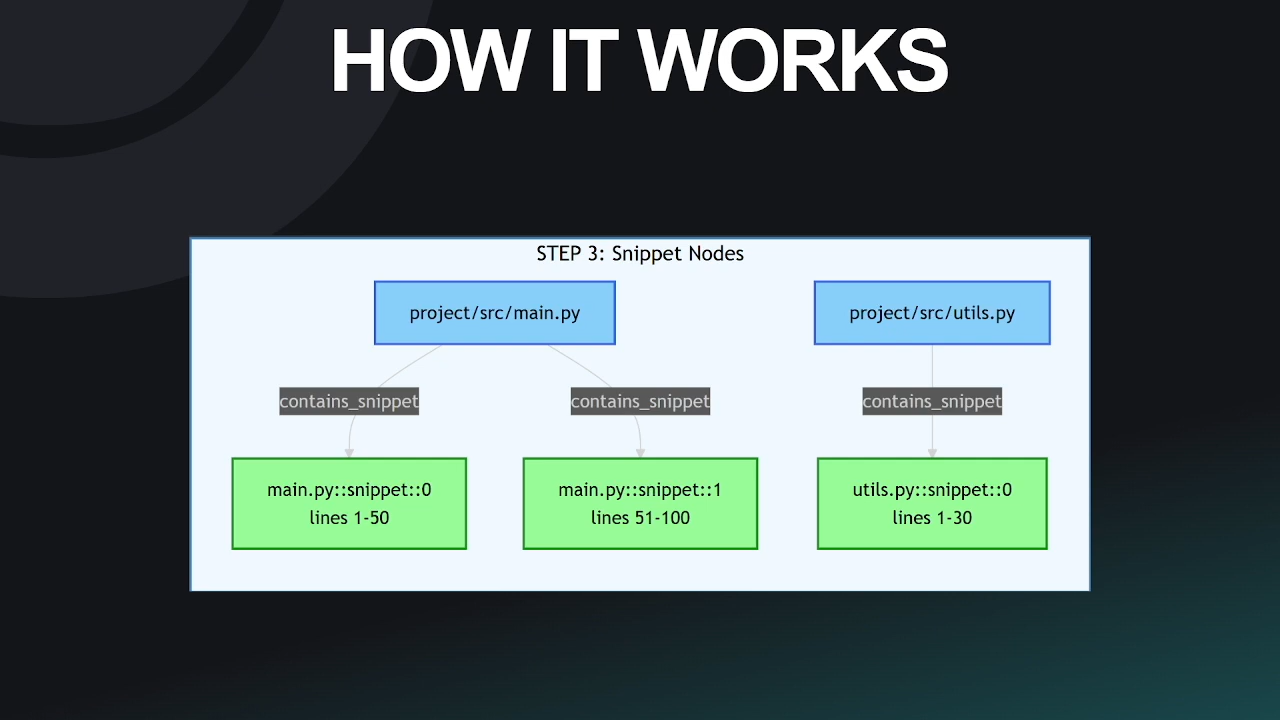 HOW IT WORKS
STEP 3: Snippet Nodes
project/src/main.py
project/src/utils.py
contains_snippet
contains_snippet
contains_snippet
main.py::snippet::0
lines 1-50
main.py::snippet::1
lines 51-100
utils.py::snippet::0
lines 1-30